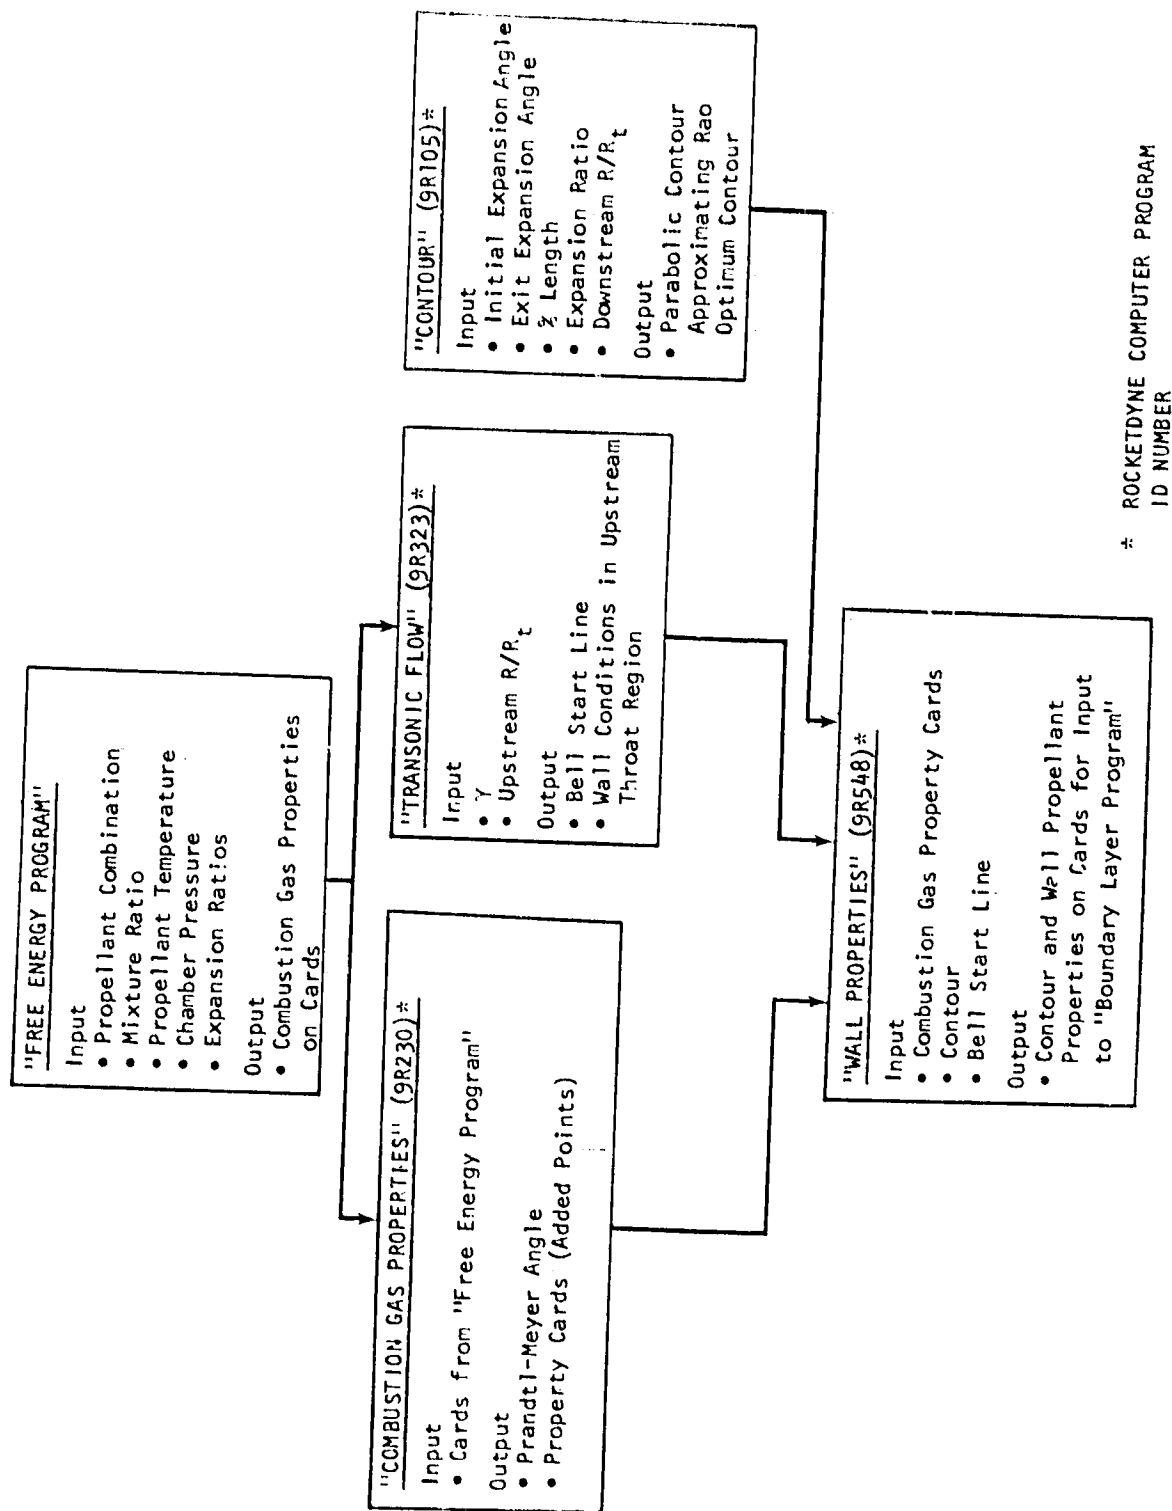 "FREE ENERGY PROGRAM"
Input
• Propellant Combination
• Mixture Ratio
• Propellant Temperature
• Chamber Pressure
• Expansion Ratios
Output
• Combustion Gas Properties
on Cards
"COMBUSTION GAS PROPERTIES" (9R230)*
Input
• Cards from "Free Energy Program"
Output
• Prandtl-Meyer Angle
• Property Cards (Added Points)
"TRANSONIC FLOW" (9R323)*
Input
• γ
• Upstream R/Rt
Output
• Bell Start Line
• Wall Conditions in Upstream
Throat Region
"CONTOUR" (9R105)*
Input
• Initial Expansion Angle
• Exit Expansion Angle
• % Length
• Expansion Ratio
• Downstream R/Rt
Output
• Parabolic Contour
Approximating Rao
Optimum Contour
"WALL PROPERTIES" (9R548)*
Input
• Combustion Gas Property Cards
• Contour
• Bell Start Line
Output
• Contour and Wall Propellant
Properties on Cards for Input
to "Boundary Layer Program"
* ROCKETDYNE COMPUTER PROGRAM
ID NUMBER